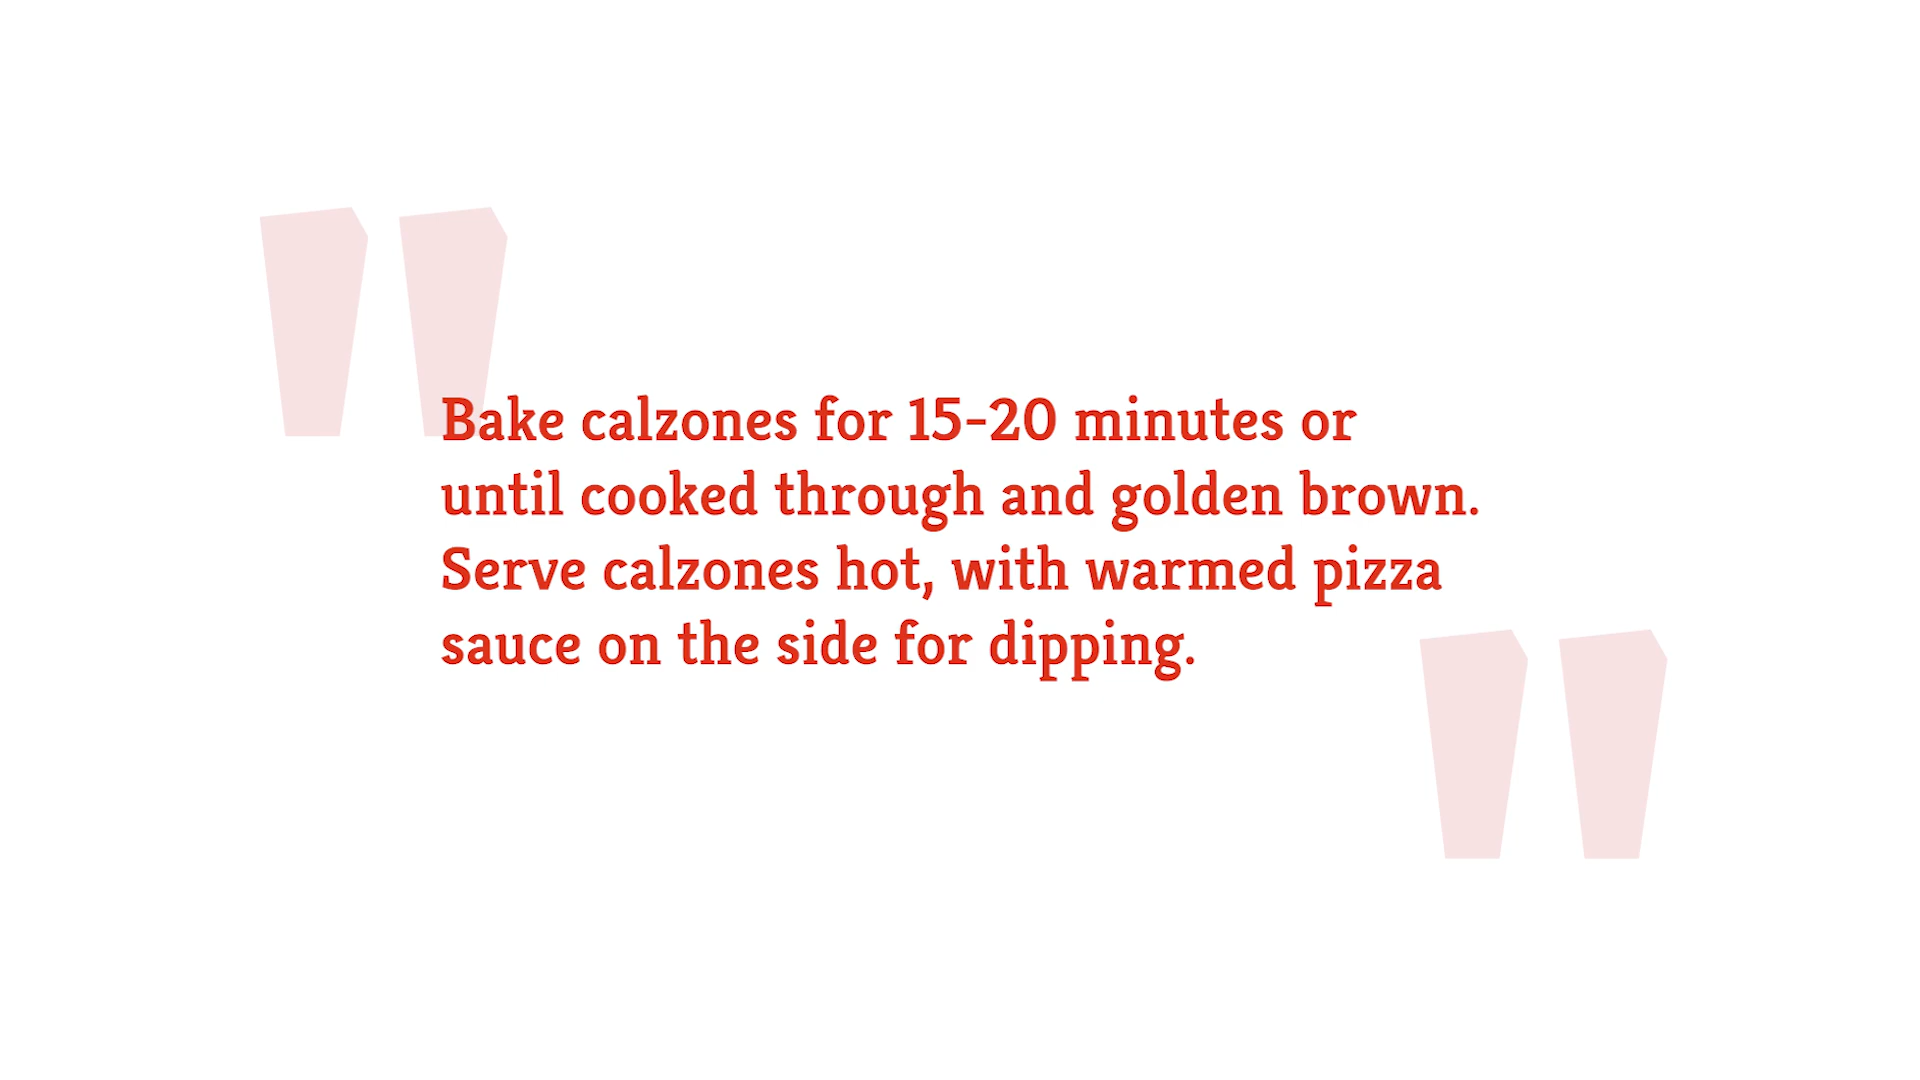 Bake calzones for 15-20 minutes or
until cooked through and golden brown.
Serve calzones hot, with warmed pizza
sauce on the side for dipping.